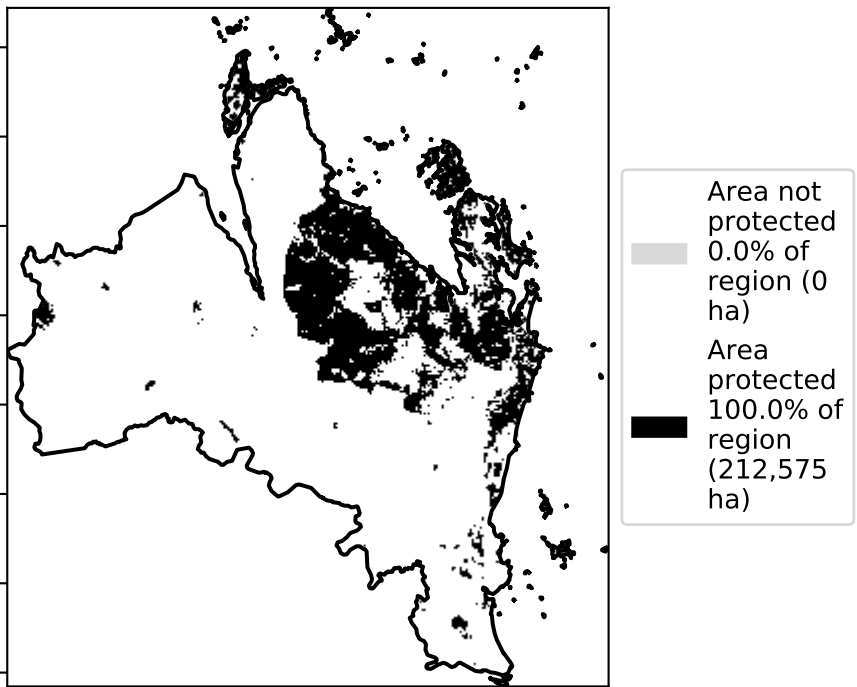 Area not
protected
0.0% of
region (0
ha)
Area
protected
100.0% of
region
(212,575
ha)